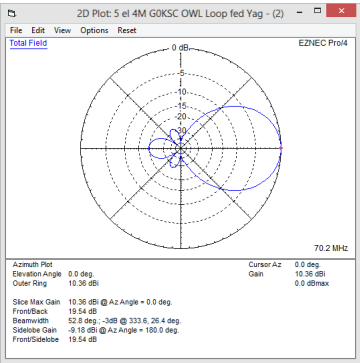 2D Plot: 5 el 4M G0KSC OWL Loop fed Yag - (2)
File Edit View Options Reset
Total Field
EZNEC Pro/4
0 dB
-5
-10
-15
-20
-30
70.2 MHz
Azimuth Plot
Elevation Angle 0.0 deg.
Outer Ring 10.36 dBi
Cursor Az 0.0 deg.
Gain 10.36 dBi
0.0 dBmax
Slice Max Gain 10.36 dBi @ Az Angle = 0.0 deg.
Front/Back 19.54 dB
Beamwidth 52.8 deg.; -3dB @ 333.6, 26.4 deg.
Sidelobe Gain -9.18 dBi @ Az Angle = 180.0 deg.
Front/Sidelobe 19.54 dB